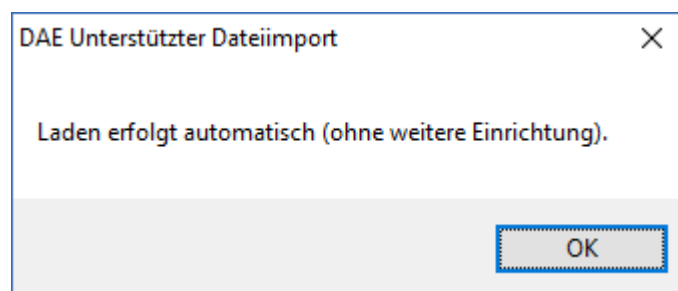 DAE Unterstützter Dateiimport
Laden erfolgt automatisch (ohne weitere Einrichtung).
OK